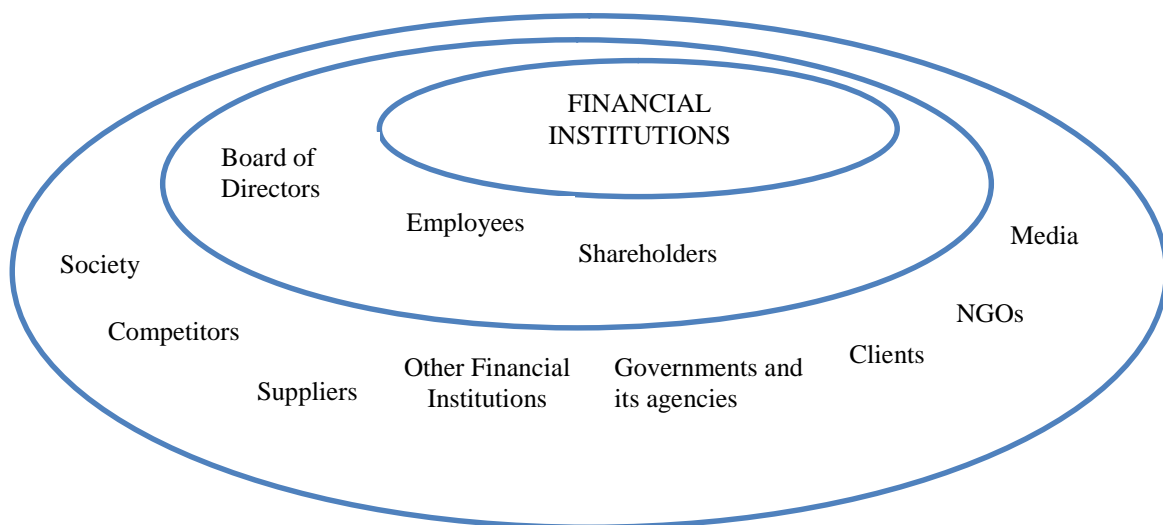 FINANCIAL
INSTITUTIONS
Board of
Directors
Employees
Shareholders
Media
Society
NGOs
Competitors
Clients
Other Financial
Institutions
Governments and
its agencies
Suppliers